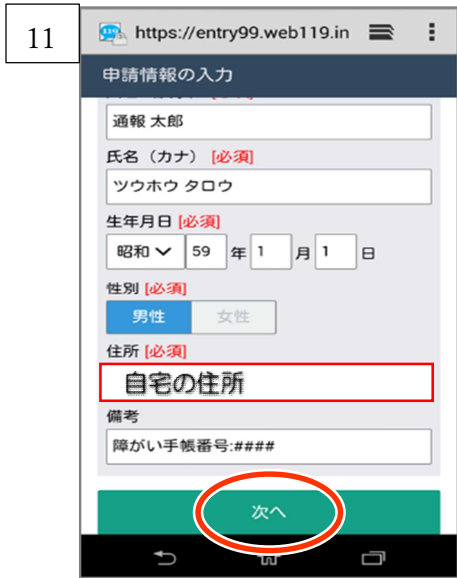 11
https://entry99.web119.in
申請情報の入力
通報 太郎
氏名（カナ） [必須]
ツウホウ タロウ
生年月日 [必須]
昭和 59 年 1 月 1 日
性別 [必須]
男性 女性
住所 [必須]
自宅の住所
備考
障がい手帳番号:####
次へ